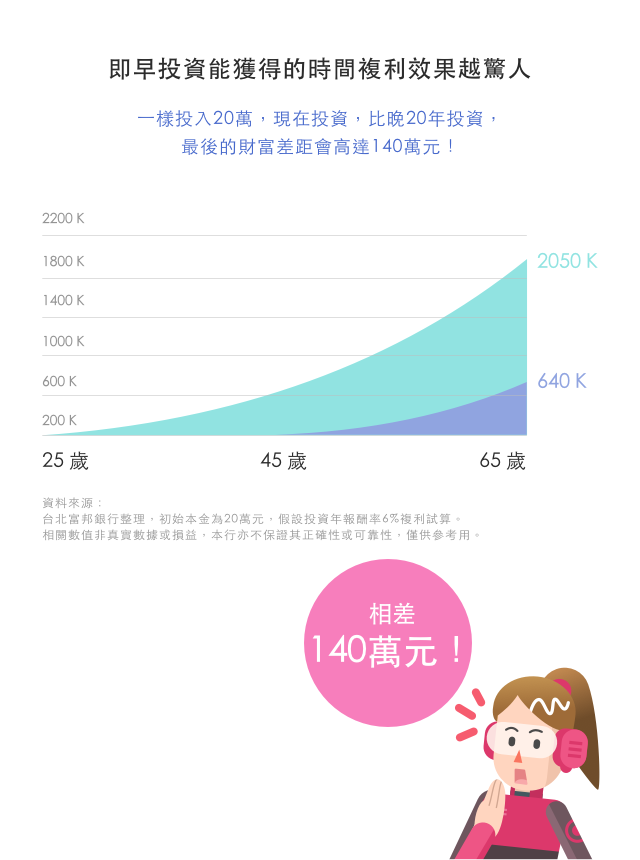 即早投資能獲得的時間複利效果越驚人
一樣投入20萬，現在投資，比晚20年投資，
最後的財富差距會高達140萬元！
2200 K
1800 K
1400 K
1000 K
600 K
200 K
2050 K
640 K
25 歲
45 歲
65 歲
資料來源：
台北富邦銀行整理，初始本金為20萬元，假設投資年報酬率6%複利試算。
相關數值非真實數據或損益，本行亦不保證其正確性或可靠性，僅供參考用。
相差
140萬元！